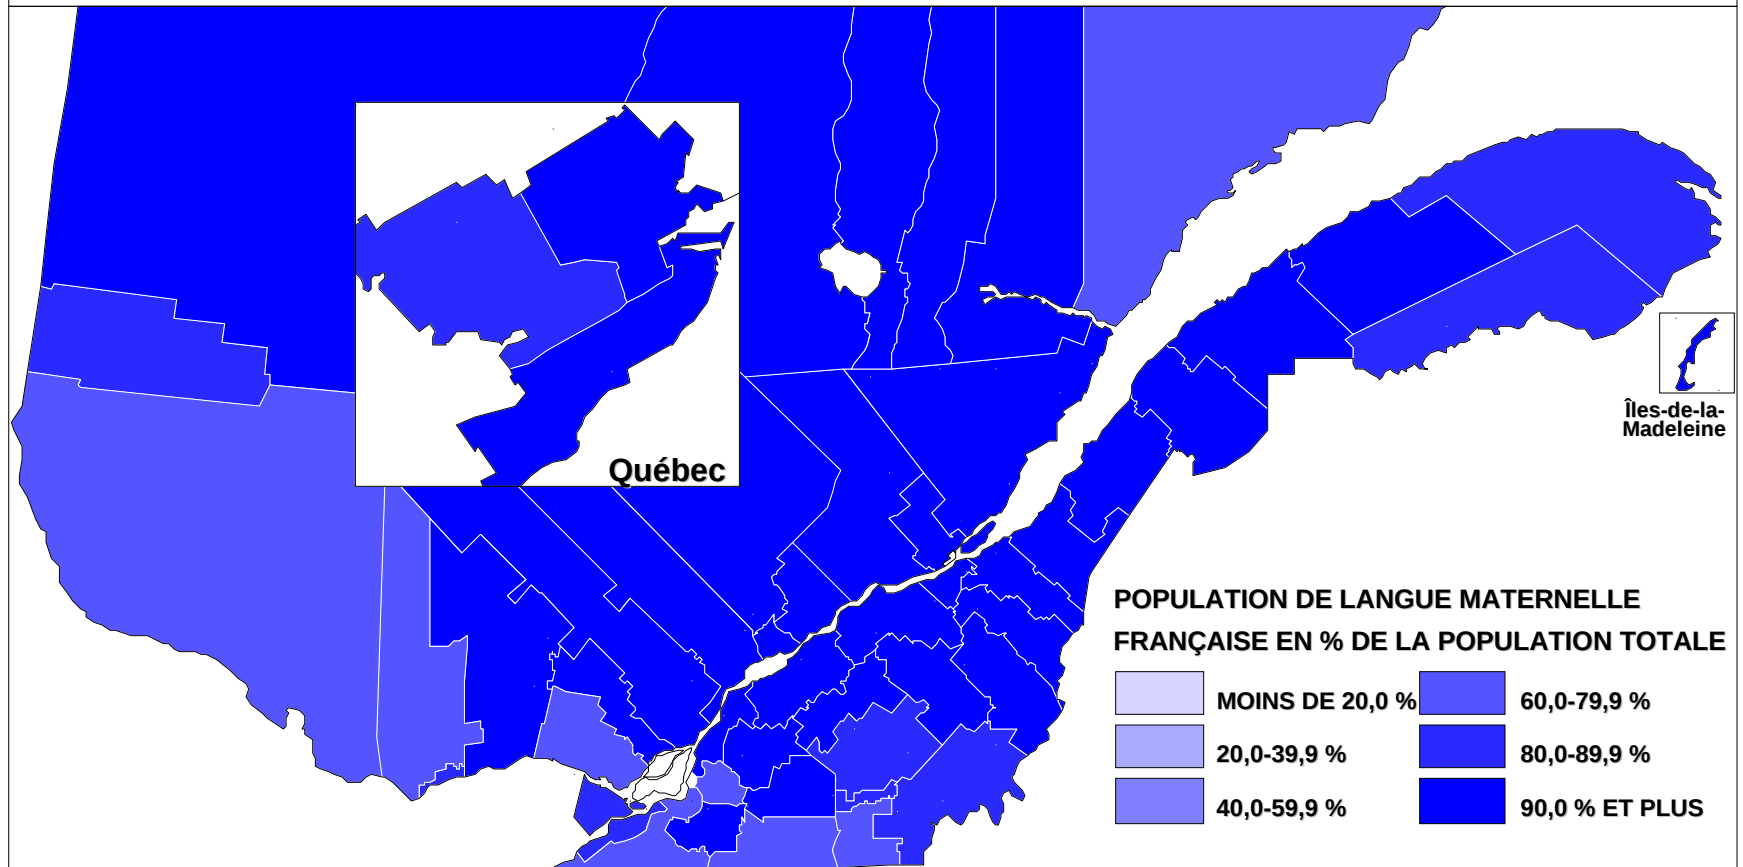 Québec
Îles-de-la-
Madeleine
POPULATION DE LANGUE MATERNELLE
FRANÇAISE EN % DE LA POPULATION TOTALE
MOINS DE 20,0 %
20,0-39,9 %
40,0-59,9 %
60,0-79,9 %
80,0-89,9 %
90,0 % ET PLUS